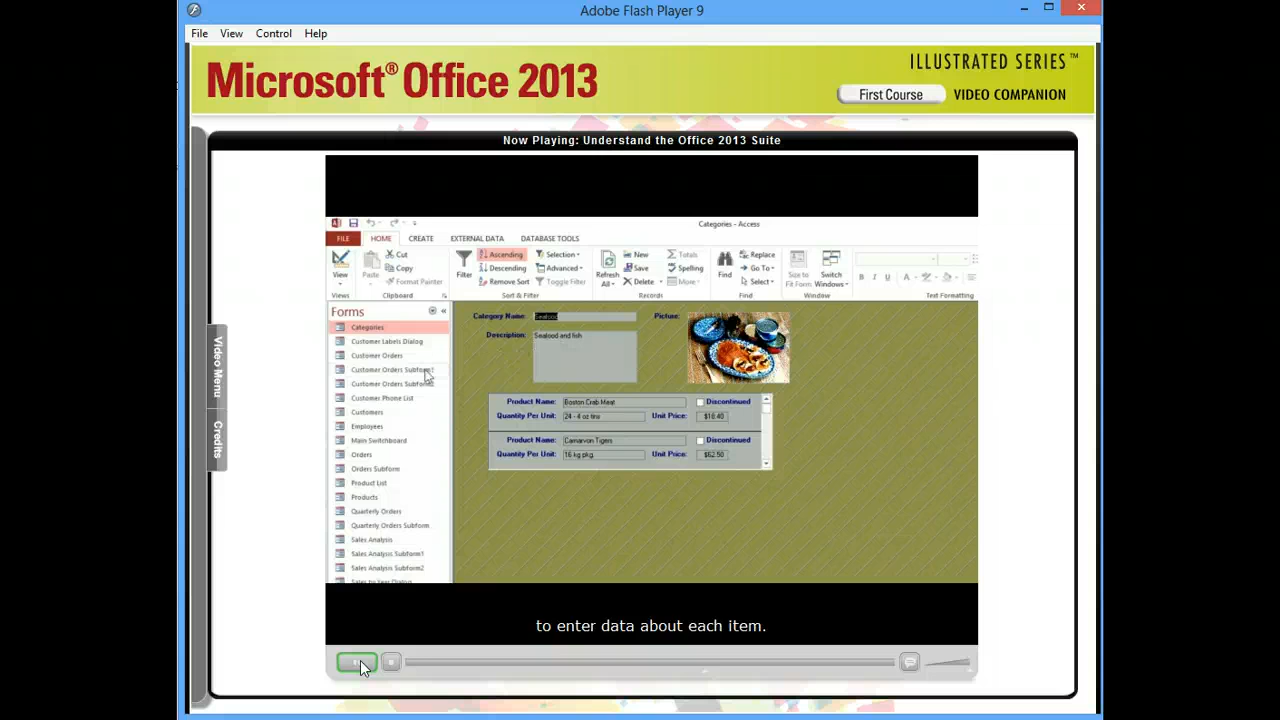 Adobe Flash Player 9
File View Control Help
Microsoft® Office 2013
ILLUSTRATED SERIES™
First Course VIDEO COMPANION
Now Playing: Understand the Office 2013 Suite
Video Menu
Credits
Categories - Access
FILE HOME CREATE EXTERNAL DATA DATABASE TOOLS
View
Views
Paste
Cut
Copy
Format Painter
Clipboard
Filter
Ascending
Descending
Remove Sort
Selection
Advanced
Toggle Filter
Sort & Filter
Refresh All
New
Save
Delete
Totals
Spelling
More
Records
Find
Replace
Go To
Select
Find
Size to Fit Form
Switch Windows
Window
B I U A
Text Formatting
Forms
Categories
Customer Labels Dialog
Customer Orders
Customer Orders Subform1
Customer Orders Subform2
Customer Phone List
Customers
Employees
Main Switchboard
Orders
Orders Subform
Product List
Products
Quarterly Orders
Quarterly Orders Subform
Sales Analysis
Sales Analysis Subform1
Sales Analysis Subform2
Sales by Year Dialog
Category Name: Seafood
Picture:
Description: Seafood and fish
Product Name: Boston Crab Meat Discontinued
Quantity Per Unit: 24 - 4 oz tins Unit Price: $18.40
Product Name: Carnarvon Tigers Discontinued
Quantity Per Unit: 16 kg pkg. Unit Price: $62.50
to enter data about each item.